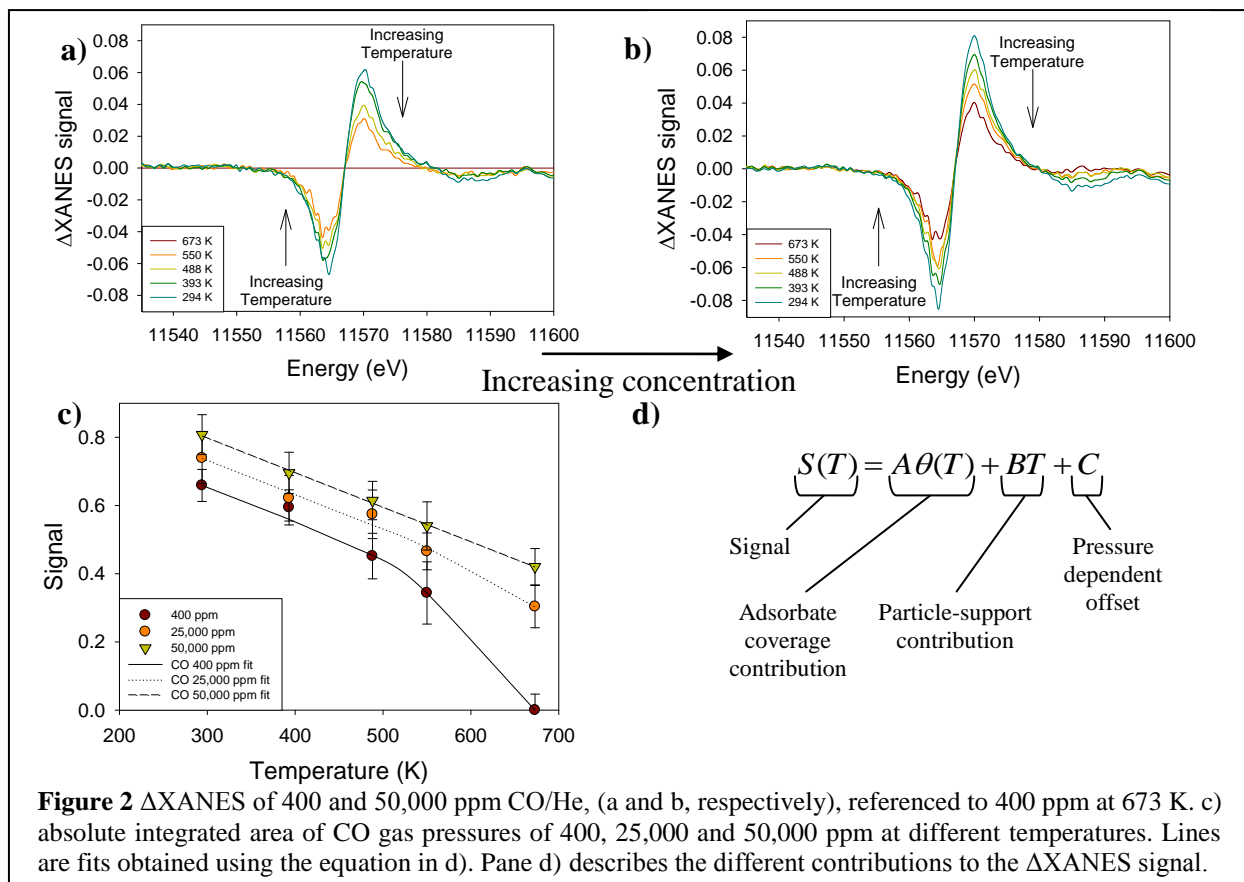 a)
Increasing
Temperature
ΔXANES signal
0.08
0.06
0.04
0.02
0.00
-0.02
-0.04
-0.06
-0.08
673 K
550 K
488 K
393 K
294 K
Increasing
Temperature
11540 11550 11560 11570 11580 11590 11600
Energy (eV)
b)
Increasing
Temperature
ΔXANES signal
0.08
0.06
0.04
0.02
0.00
-0.02
-0.04
-0.06
-0.08
673 K
550 K
488 K
393 K
294 K
Increasing
Temperature
11540 11550 11560 11570 11580 11590 11600
Energy (eV)
Increasing concentration
c)
Signal
0.8
0.6
0.4
0.2
0.0
400 ppm
25,000 ppm
50,000 ppm
CO 400 ppm fit
CO 25,000 ppm fit
CO 50,000 ppm fit
200 300 400 500 600 700
Temperature (K)
d)
S(T) = Aθ(T) + BT + C
Signal
Adsorbate
coverage
contribution
Particle-support
contribution
Pressure
dependent
offset
Figure 2 ΔXANES of 400 and 50,000 ppm CO/He, (a and b, respectively), referenced to 400 ppm at 673 K. c)
absolute integrated area of CO gas pressures of 400, 25,000 and 50,000 ppm at different temperatures. Lines
are fits obtained using the equation in d). Pane d) describes the different contributions to the ΔXANES signal.